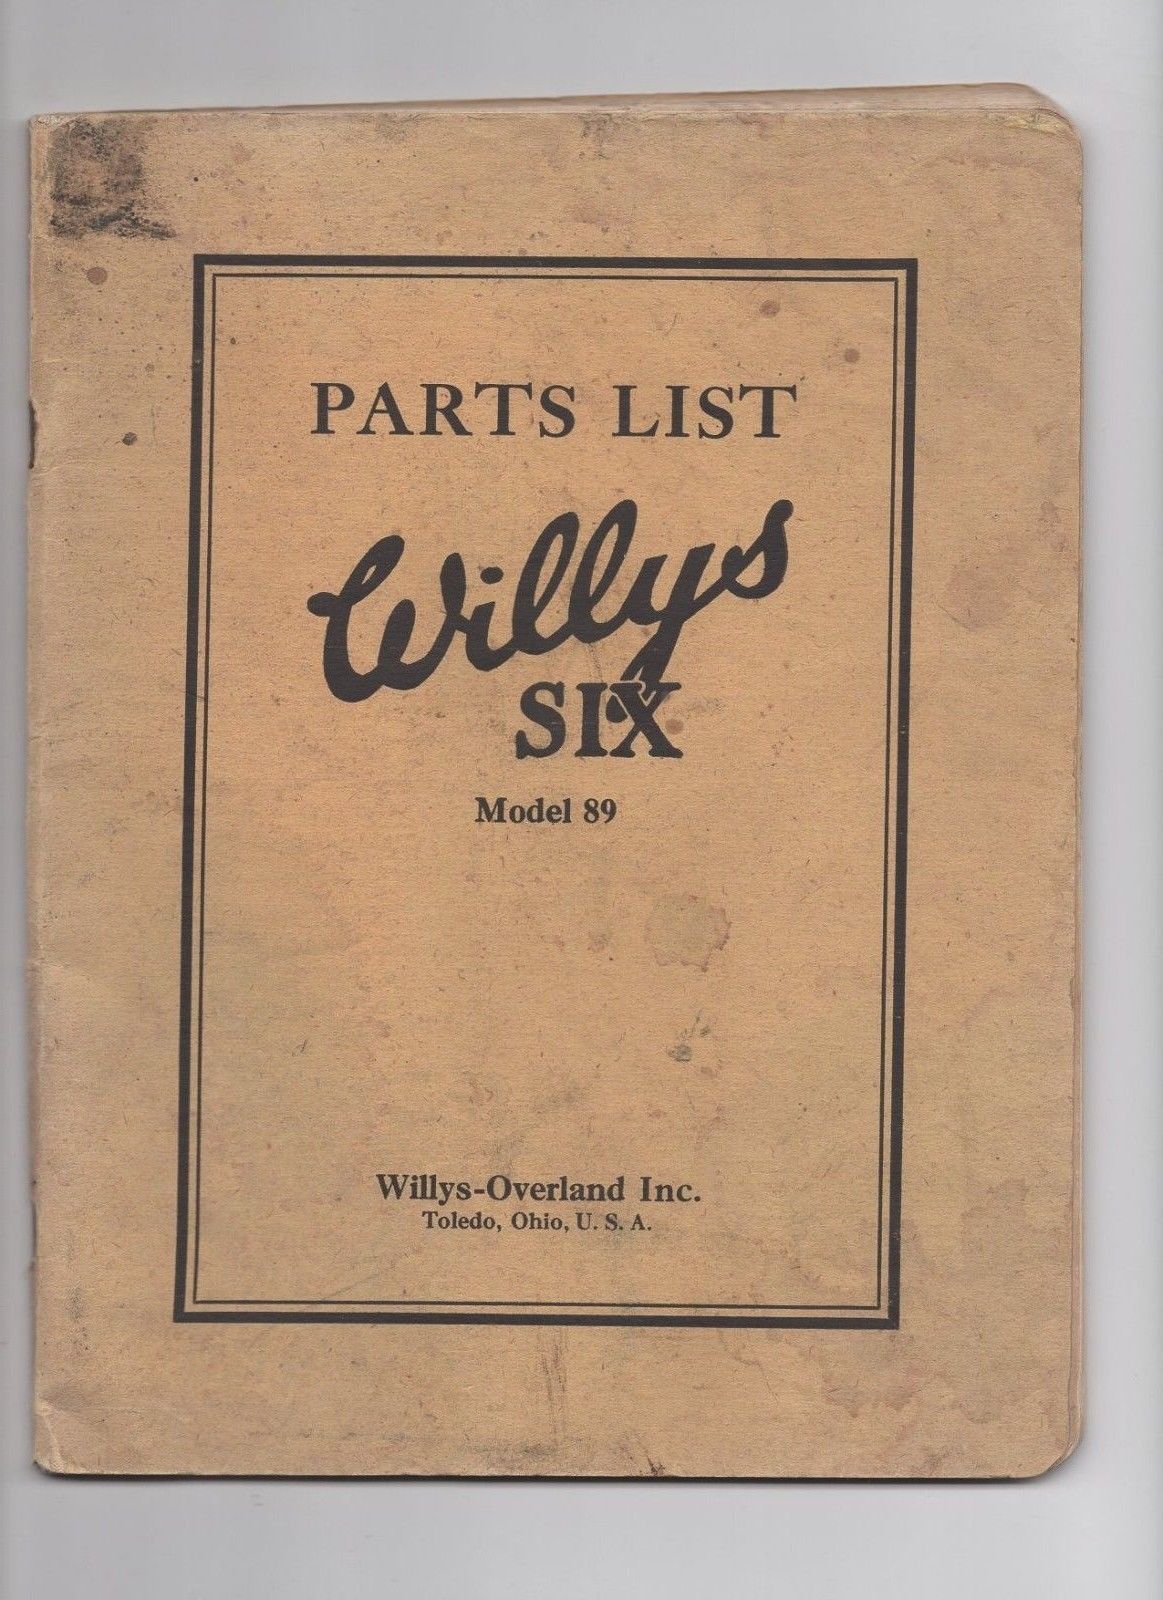 PARTS LIST
Willys
SIX
Model 89
Willys-Overland Inc.
Toledo, Ohio, U. S. A.